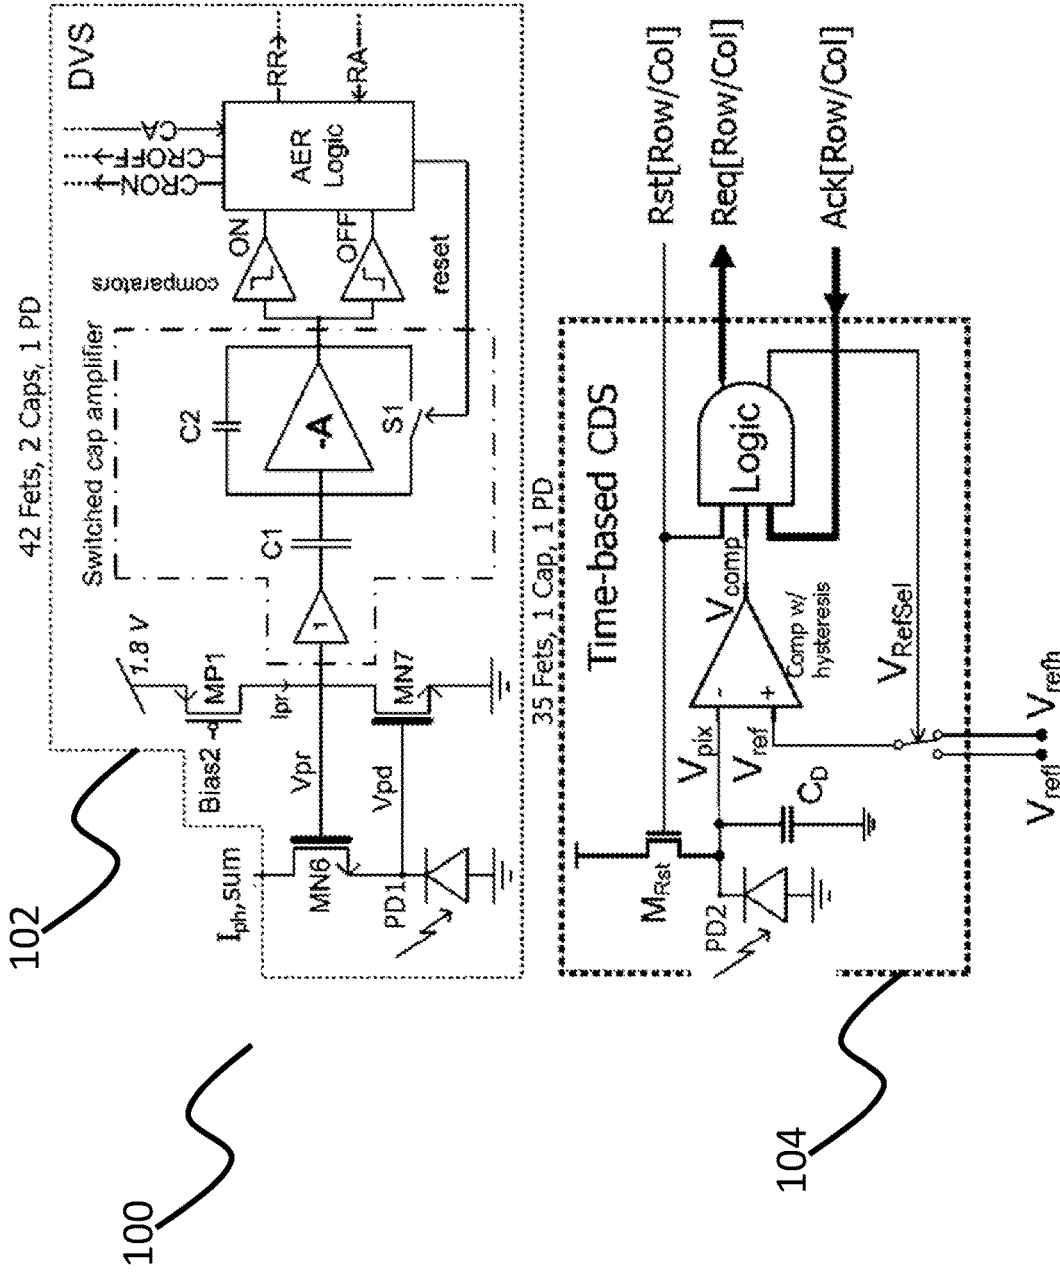 42 Fets, 2 Caps, 1 PD
DVS
Switched cap amplifier
comparators
CRON
CROFF
CA
RR
RA
AER
Logic
ON
OFF
reset
C2
-A
S1
C1
1
1.8 V
MP1
Bias2
Ipr
MN7
Vpr
Vpd
Iph,sum
MN6
PD1
102
100
35 Fets, 1 Cap, 1 PD
Time-based CDS
Rst[Row/Col]
Req[Row/Col]
Ack[Row/Col]
Logic
Vcomp
Comp w/
hysteresis
-
+
VRefSel
Vpix
Vref
MRst
CD
PD2
Vrefl
Vrefh
104